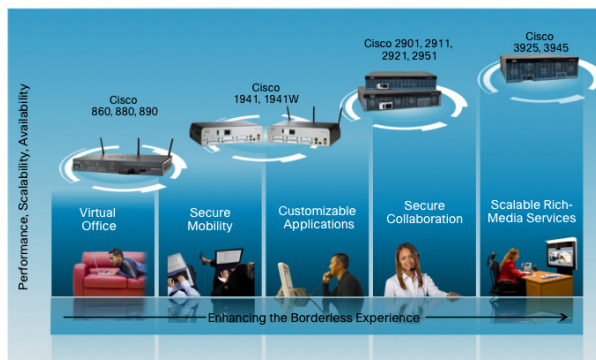 Performance, Scalability, Availability
Cisco
860, 880, 890
Cisco
1941, 1941W
Cisco 2901, 2911,
2921, 2951
Cisco
3925, 3945
Virtual
Office
Secure
Mobility
Customizable
Applications
Secure
Collaboration
Scalable Rich-
Media Services
Enhancing the Borderless Experience